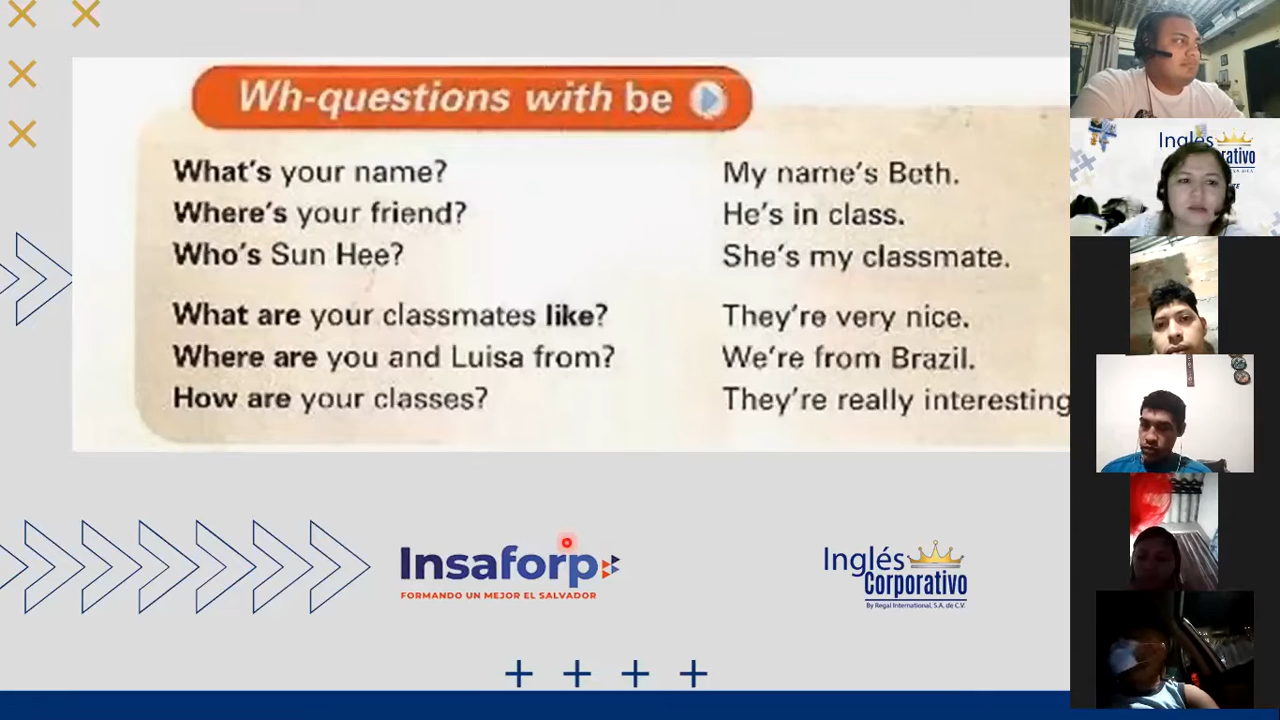 Wh-questions with be
What's your name? My name's Beth.
Where's your friend? He's in class.
Who's Sun Hee? She's my classmate.
What are your classmates like? They're very nice.
Where are you and Luisa from? We're from Brazil.
How are your classes? They're really interesting
Insaforp
FORMANDO UN MEJOR EL SALVADOR
Inglés
Corporativo
By Regal International, S.A. de C.V.
Inglés
rativo